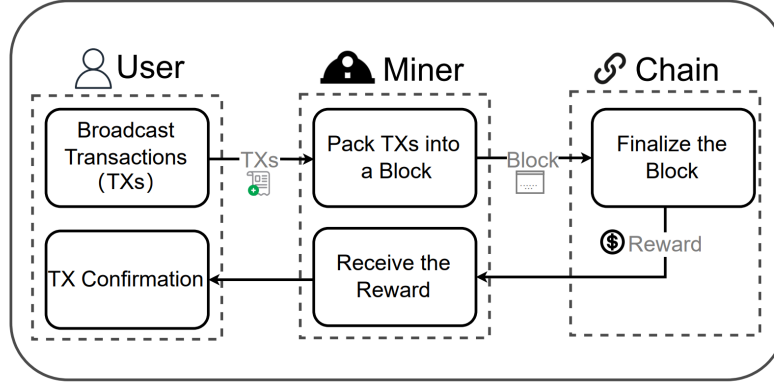 User
Miner
Chain
Broadcast
Transactions
(TXs)
TXs
Pack TXs into
a Block
Block
Finalize the
Block
$ Reward
Receive the
Reward
TX Confirmation